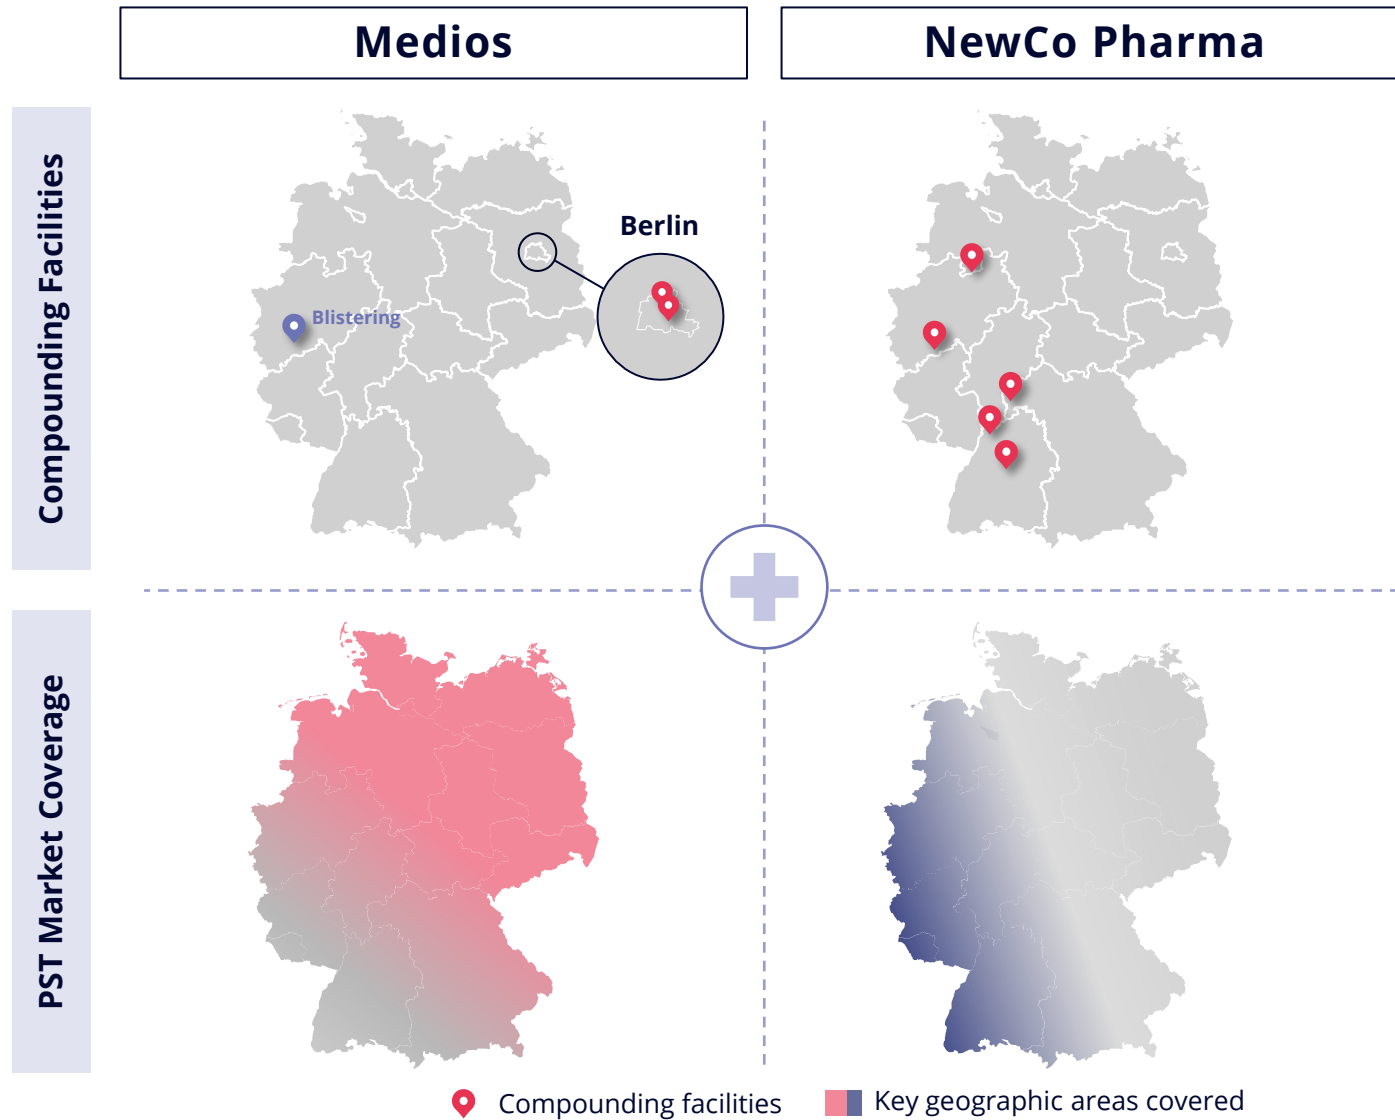 Medios
NewCo Pharma
Compounding Facilities
Berlin
Blistering
PST Market Coverage
Compounding facilities
Key geographic areas covered